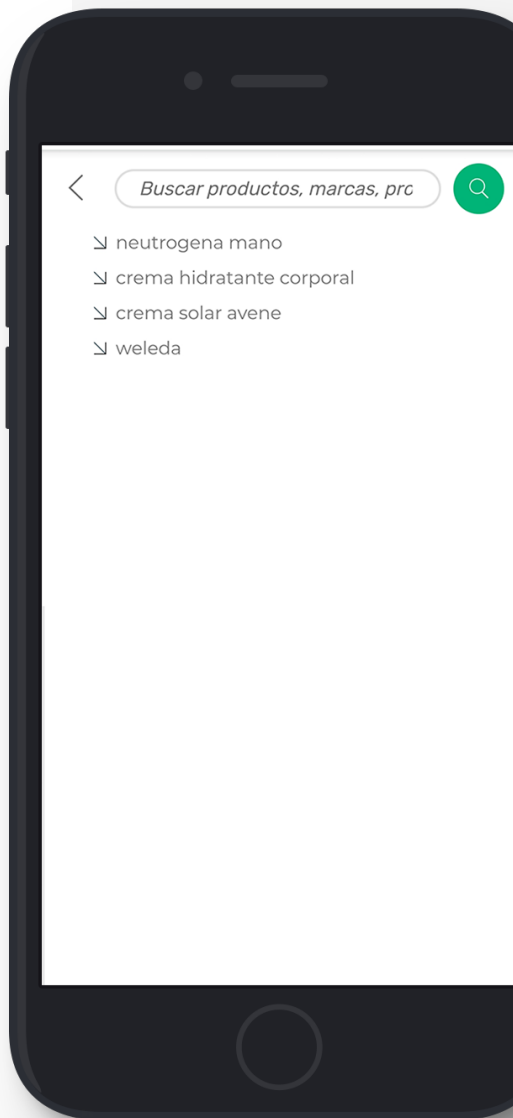 Buscar productos, marcas, pro
neutrogena mano
crema hidratante corporal
crema solar avene
weleda